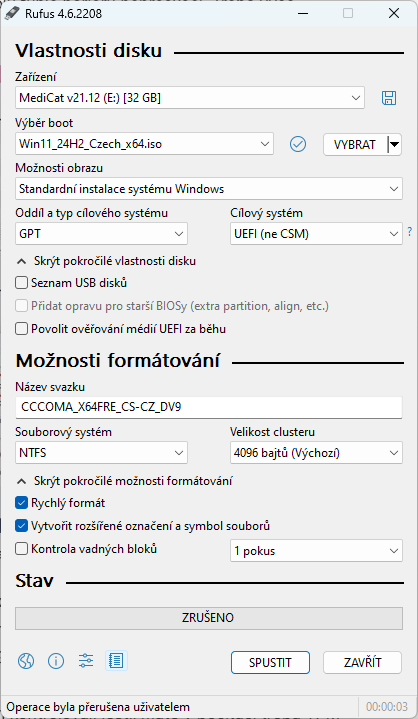 Rufus 4.6.2208
Vlastnosti disku
Zařízení
MediCat v21.12 (E:) [32 GB]
Výběr boot
Win11_24H2_Czech_x64.iso
VYBRAT
Možnosti obrazu
Standardní instalace systému Windows
Oddíl a typ cílového systému
Cílový systém
GPT
UEFI (ne CSM)
?
Skrýt pokročilé vlastnosti disku
Seznam USB disků
Přidat opravu pro starší BIOSy (extra partition, align, etc.)
Povolit ověřování médií UEFI za běhu
Možnosti formátování
Název svazku
CCCOMA_X64FRE_CS-CZ_DV9
Souborový systém
Velikost clusteru
NTFS
4096 bajtů (Výchozí)
Skrýt pokročilé možnosti formátování
Rychlý formát
Vytvořit rozšířené označení a symbol souborů
Kontrola vadných bloků
1 pokus
Stav
ZRUŠENO
SPUSTIT
ZAVŘÍT
Operace byla přerušena uživatelem
00:00:03